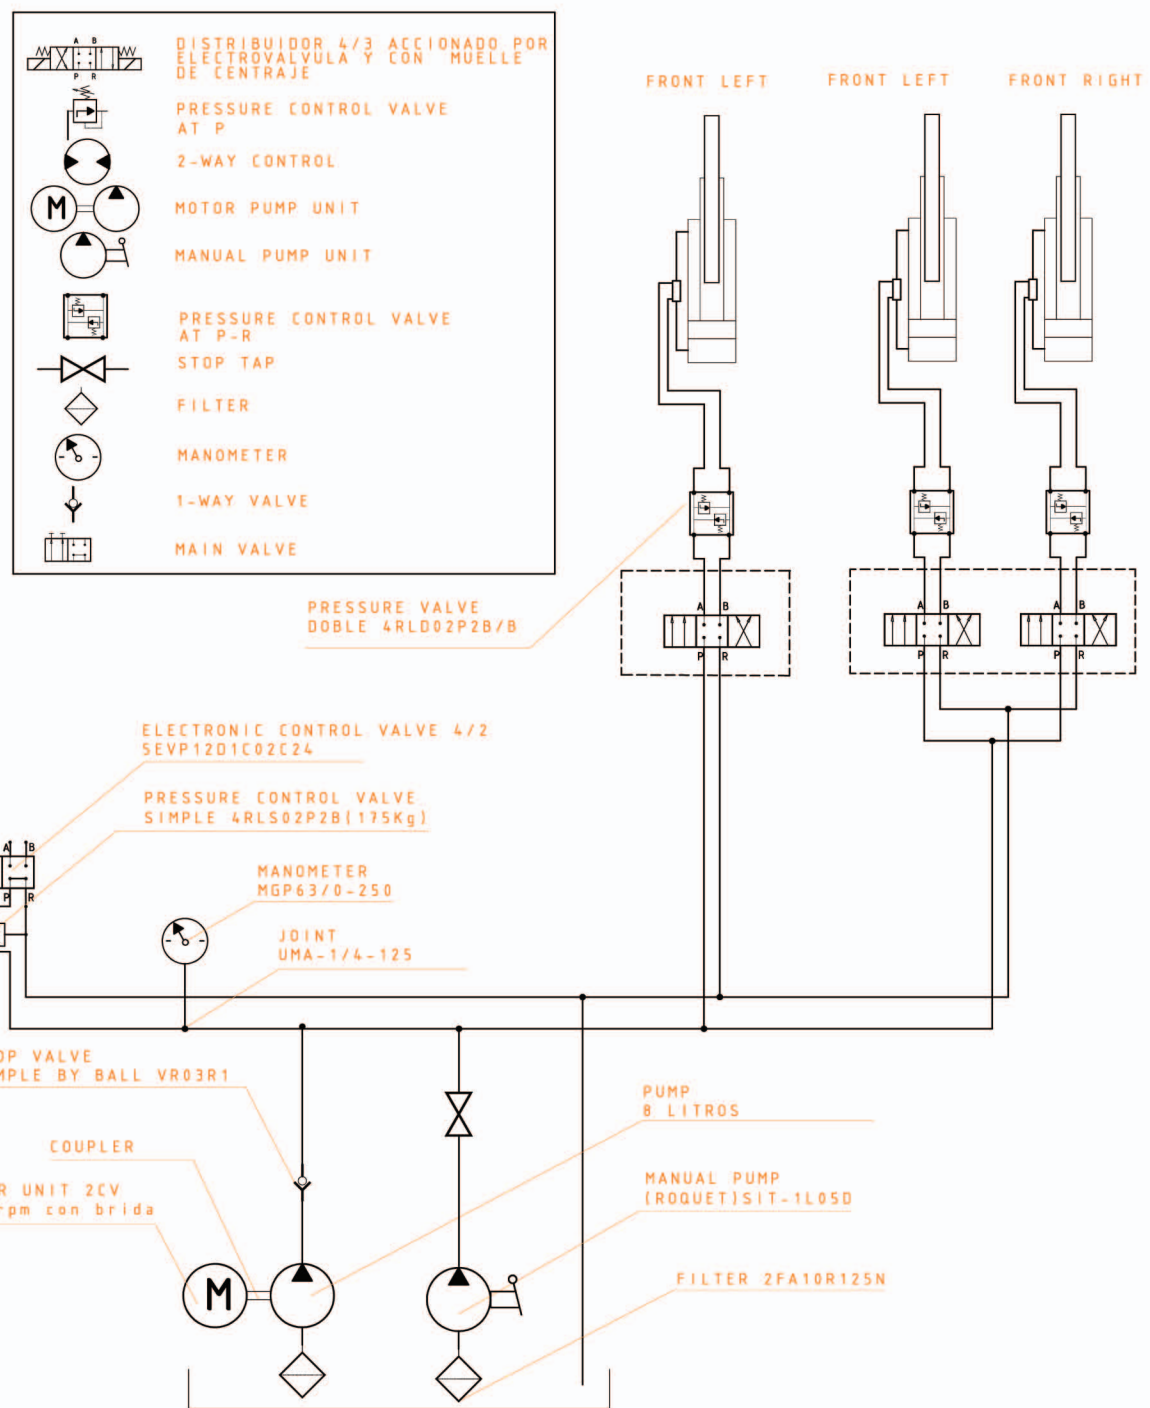 A B
P R
DISTRIBUIDOR 4/3 ACCIONADO POR
ELECTROVALVULA Y CON MUELLE
DE CENTRAJE
PRESSURE CONTROL VALVE
AT P
2-WAY CONTROL
M
MOTOR PUMP UNIT
MANUAL PUMP UNIT
PRESSURE CONTROL VALVE
AT P-R
STOP TAP
FILTER
MANOMETER
1-WAY VALVE
MAIN VALVE
FRONT LEFT
FRONT LEFT
FRONT RIGHT
PRESSURE VALVE
DOBLE 4RLD02P2B/B
A B
P R
A B
P R
A B
P R
ELECTRONIC CONTROL VALVE 4/2
SEVP12D1C02C24
PRESSURE CONTROL VALVE
SIMPLE 4RLS02P2B(175Kg)
A B
P R
MANOMETER
MGP63/0-250
JOINT
UMA-1/4-125
OP VALVE
MPLE BY BALL VR03R1
PUMP
8 LITROS
COUPLER
MANUAL PUMP
(ROQUET)SIT-1L05D
R UNIT 2CV
rpm con brida
M
FILTER 2FA10R125N